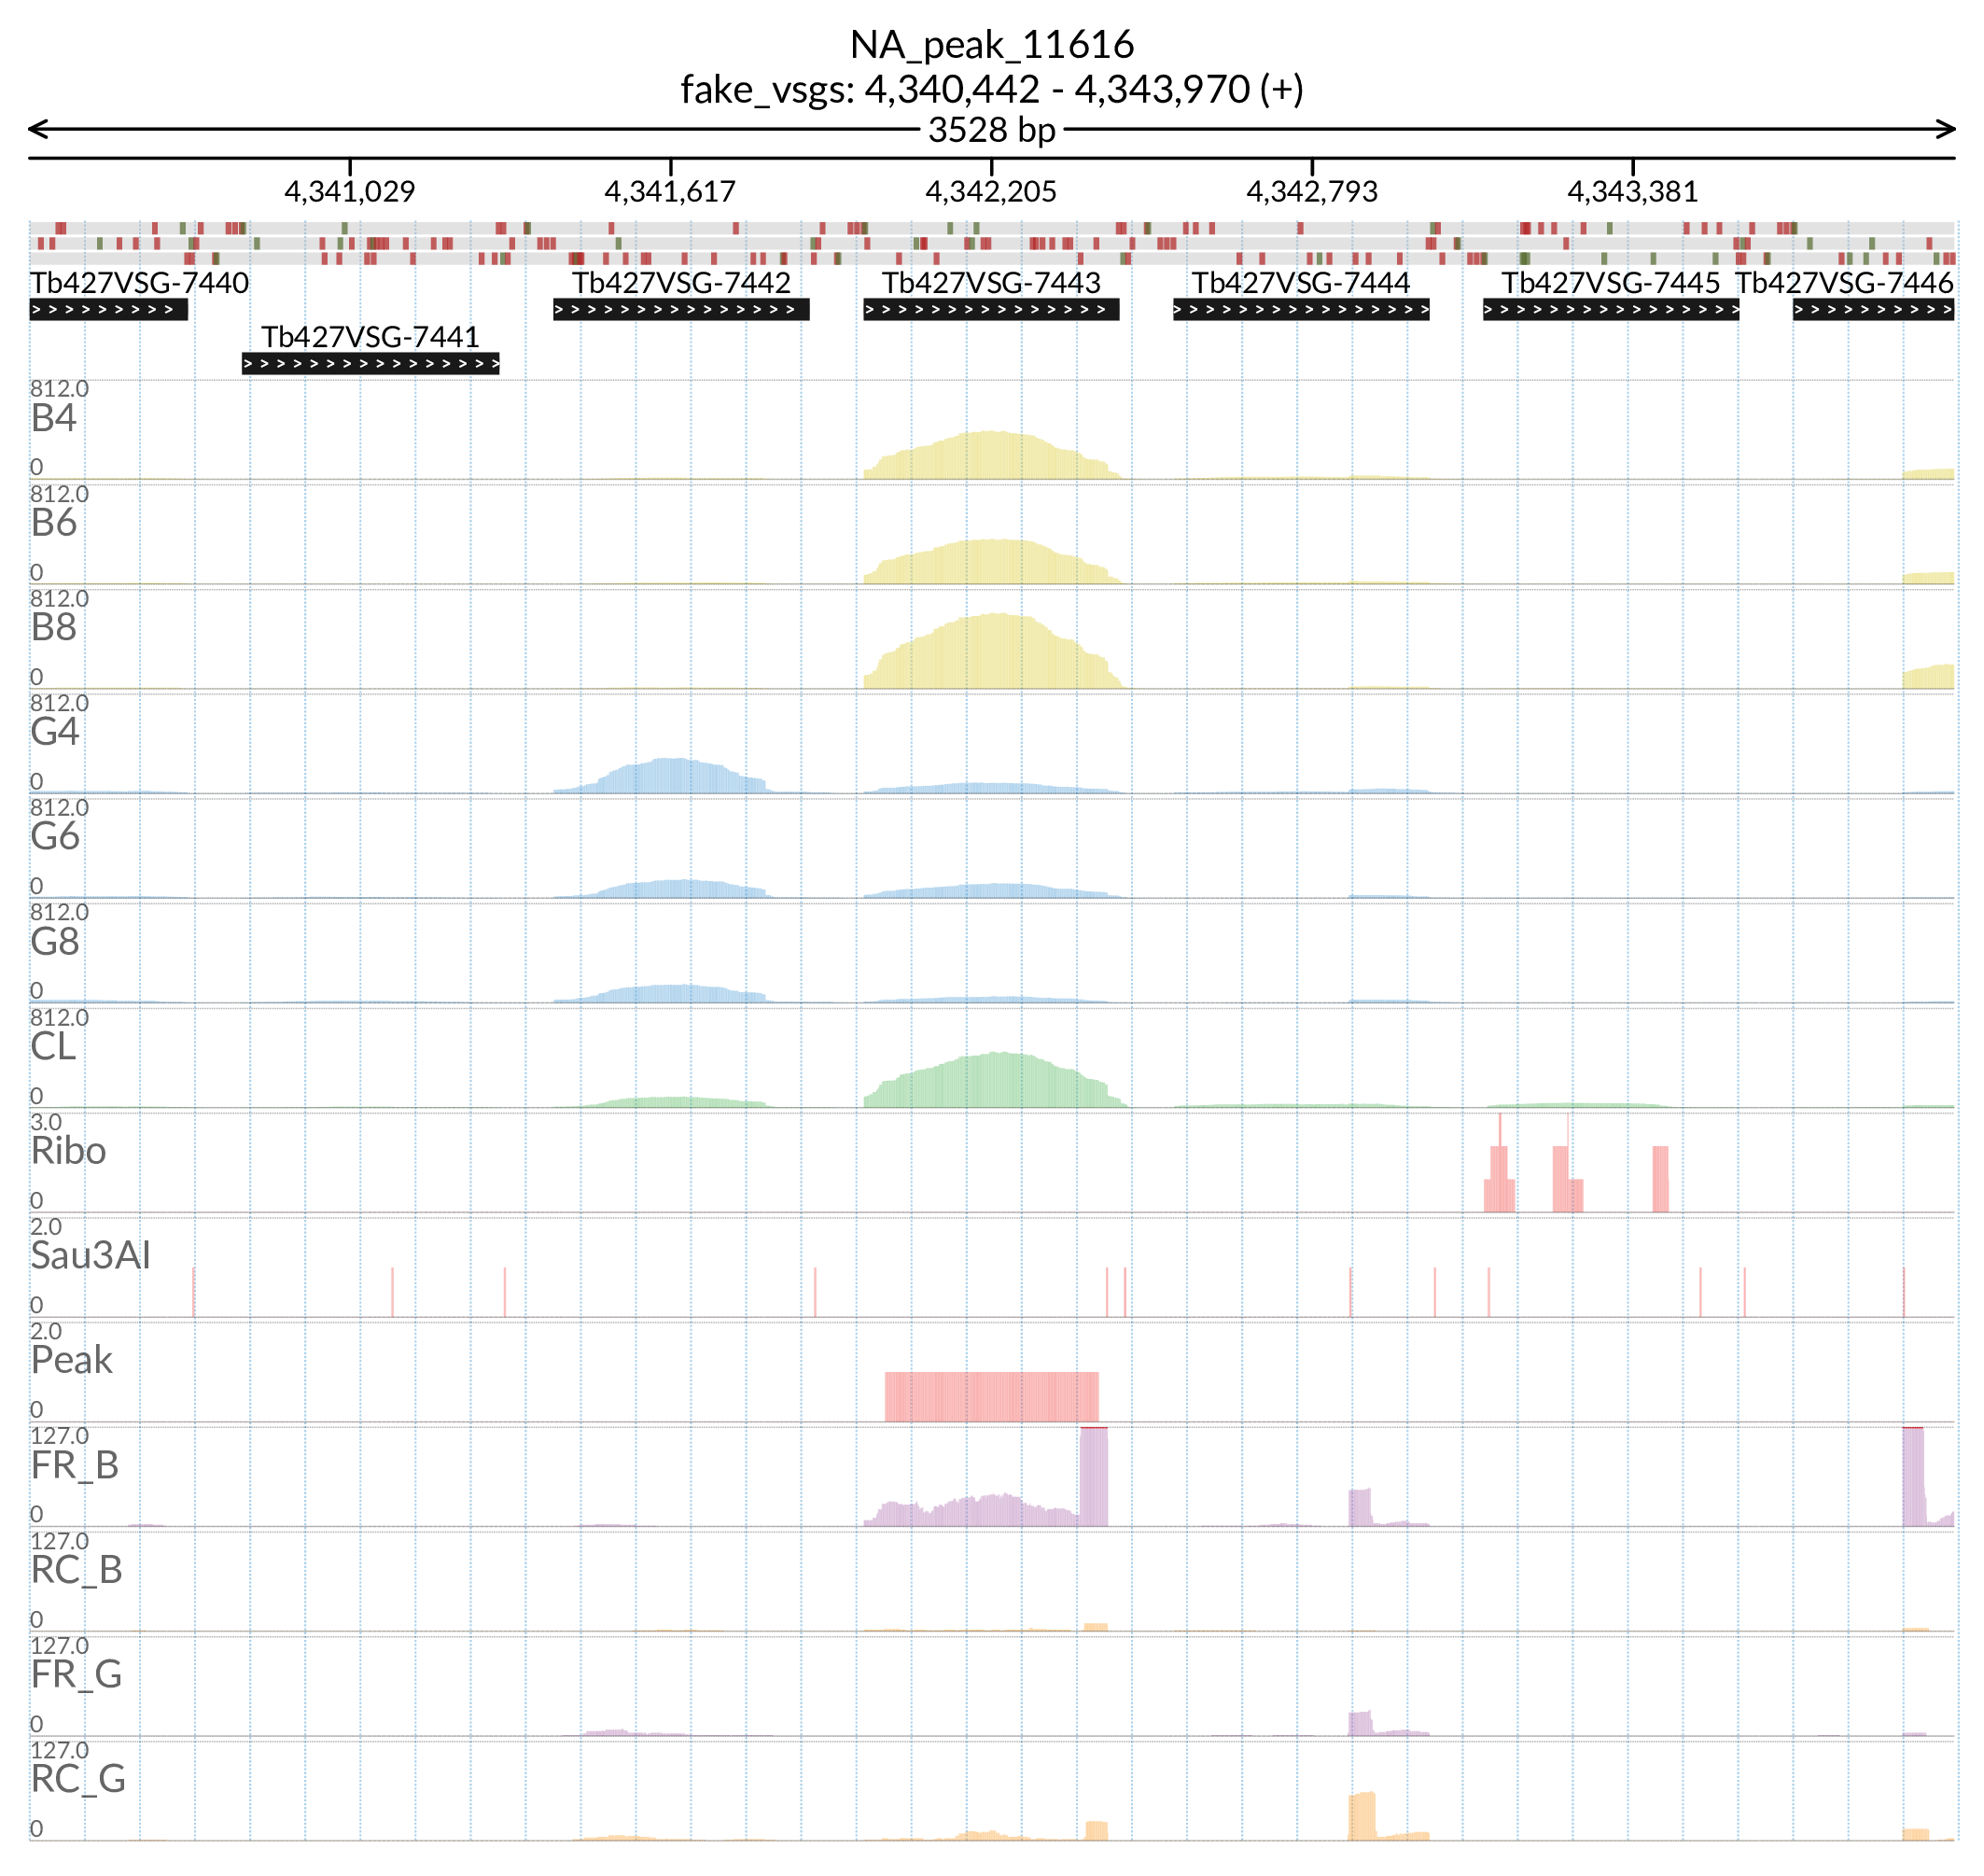 NA_peak_11616
fake_vsgs: 4,340,442 - 4,343,970 (+)
3528 bp
4,341,029 4,341,617 4,342,205 4,342,793 4,343,381
Tb427VSG-7440 Tb427VSG-7442 Tb427VSG-7443 Tb427VSG-7444 Tb427VSG-7445 Tb427VSG-7446
Tb427VSG-7441
812.0
B4
0
812.0
B6
0
812.0
B8
0
812.0
G4
0
812.0
G6
0
812.0
G8
0
812.0
CL
0
3.0
Ribo
0
2.0
Sau3AI
0
2.0
Peak
0
127.0
FR_B
0
127.0
RC_B
0
127.0
FR_G
0
127.0
RC_G
0